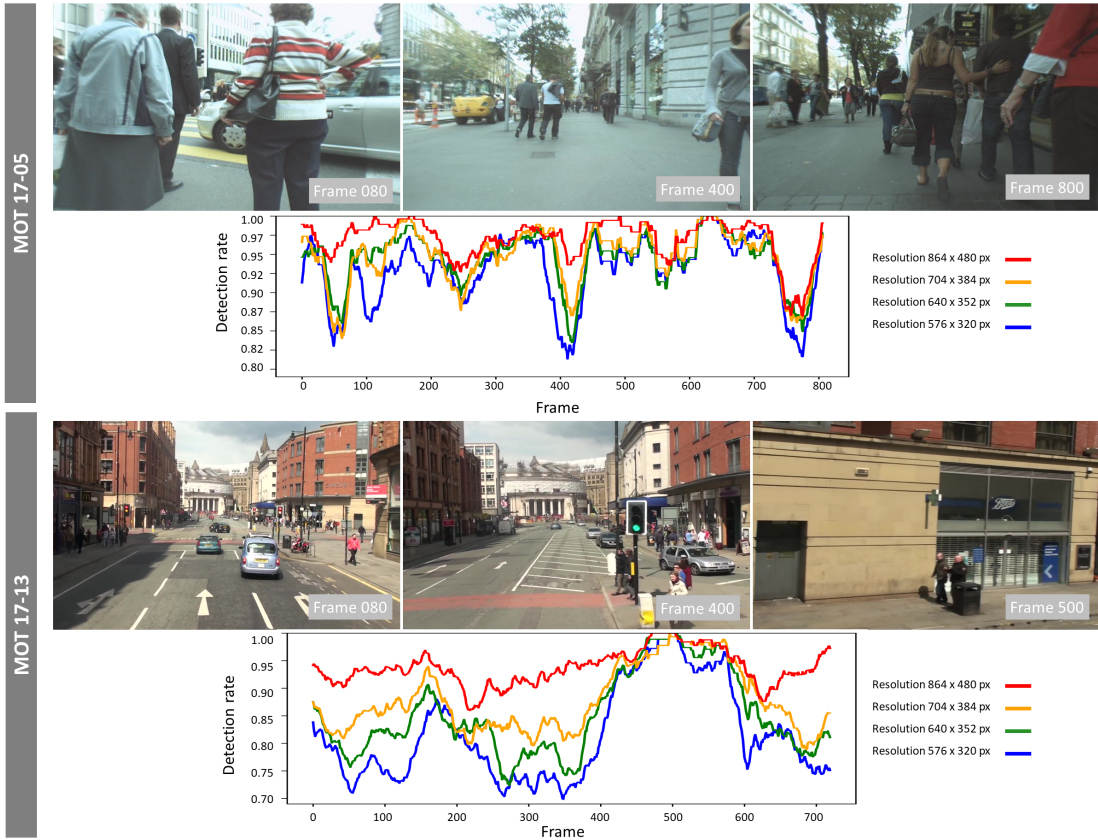 MOT 17-05
Frame 080
Frame 400
Frame 800
Detection rate
1.00
0.97
0.95
0.92
0.90
0.87
0.85
0.82
0.80
0 100 200 300 400 500 600 700 800
Frame
Resolution 864 x 480 px
Resolution 704 x 384 px
Resolution 640 x 352 px
Resolution 576 x 320 px
MOT 17-13
Frame 080
Frame 400
Boots
Frame 500
Detection rate
1.00
0.95
0.90
0.85
0.80
0.75
0.70
0 100 200 300 400 500 600 700
Frame
Resolution 864 x 480 px
Resolution 704 x 384 px
Resolution 640 x 352 px
Resolution 576 x 320 px